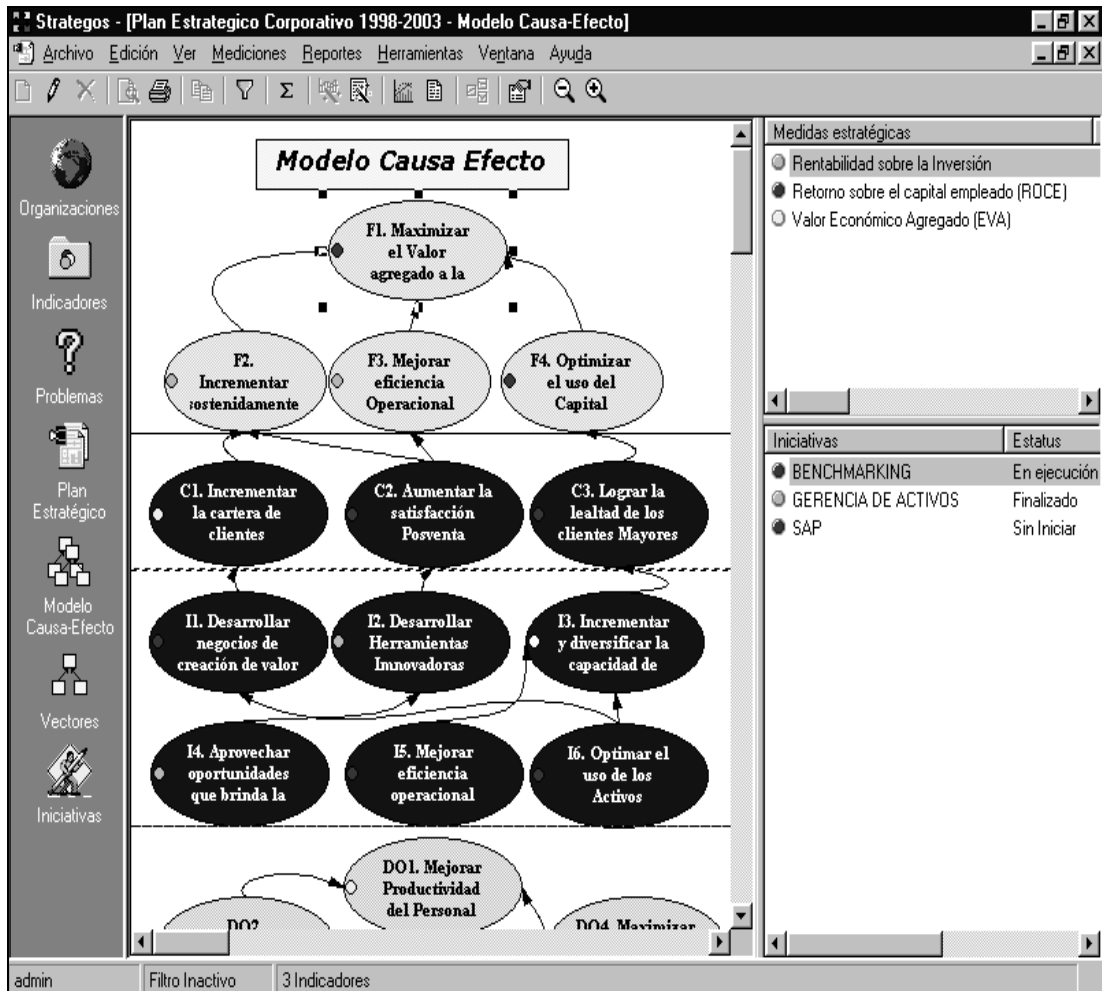 Strategos - [Plan Estrategico Corporativo 1998-2003 - Modelo Causa-Efecto]
Archivo Edición Ver Mediciones Reportes Herramientas Ventana Ayuda
Organizaciones
Indicadores
Problemas
Plan
Estratégico
Modelo
Causa-Efecto
Vectores
Iniciativas
Modelo Causa Efecto
F1. Maximizar
el Valor
agregado a la
F2.
Incrementar
sostenidamente
F3. Mejorar
eficiencia
Operacional
F4. Optimizar
el uso del
Capital
C1. Incrementar
la cartera de
clientes
C2. Aumentar la
satisfacción
Posventa
C3. Lograr la
lealtad de los
clientes Mayores
I1. Desarrollar
negocios de
creación de valor
I2. Desarrollar
Herramientas
Innovadoras
I3. Incrementar
y diversificar la
capacidad de
I4. Aprovechar
oportunidades
que brinda la
I5. Mejorar
eficiencia
operacional
I6. Optimar el
uso de los
Activos
DO1. Mejorar
Productividad
del Personal
DO2
DO4. Maximizar
Medidas estratégicas
Rentabilidad sobre la Inversión
Retorno sobre el capital empleado (ROCE)
Valor Económico Agregado (EVA)
Iniciativas Estatus
BENCHMARKING En ejecución
GERENCIA DE ACTIVOS Finalizado
SAP Sin Iniciar
admin Filtro Inactivo 3 Indicadores